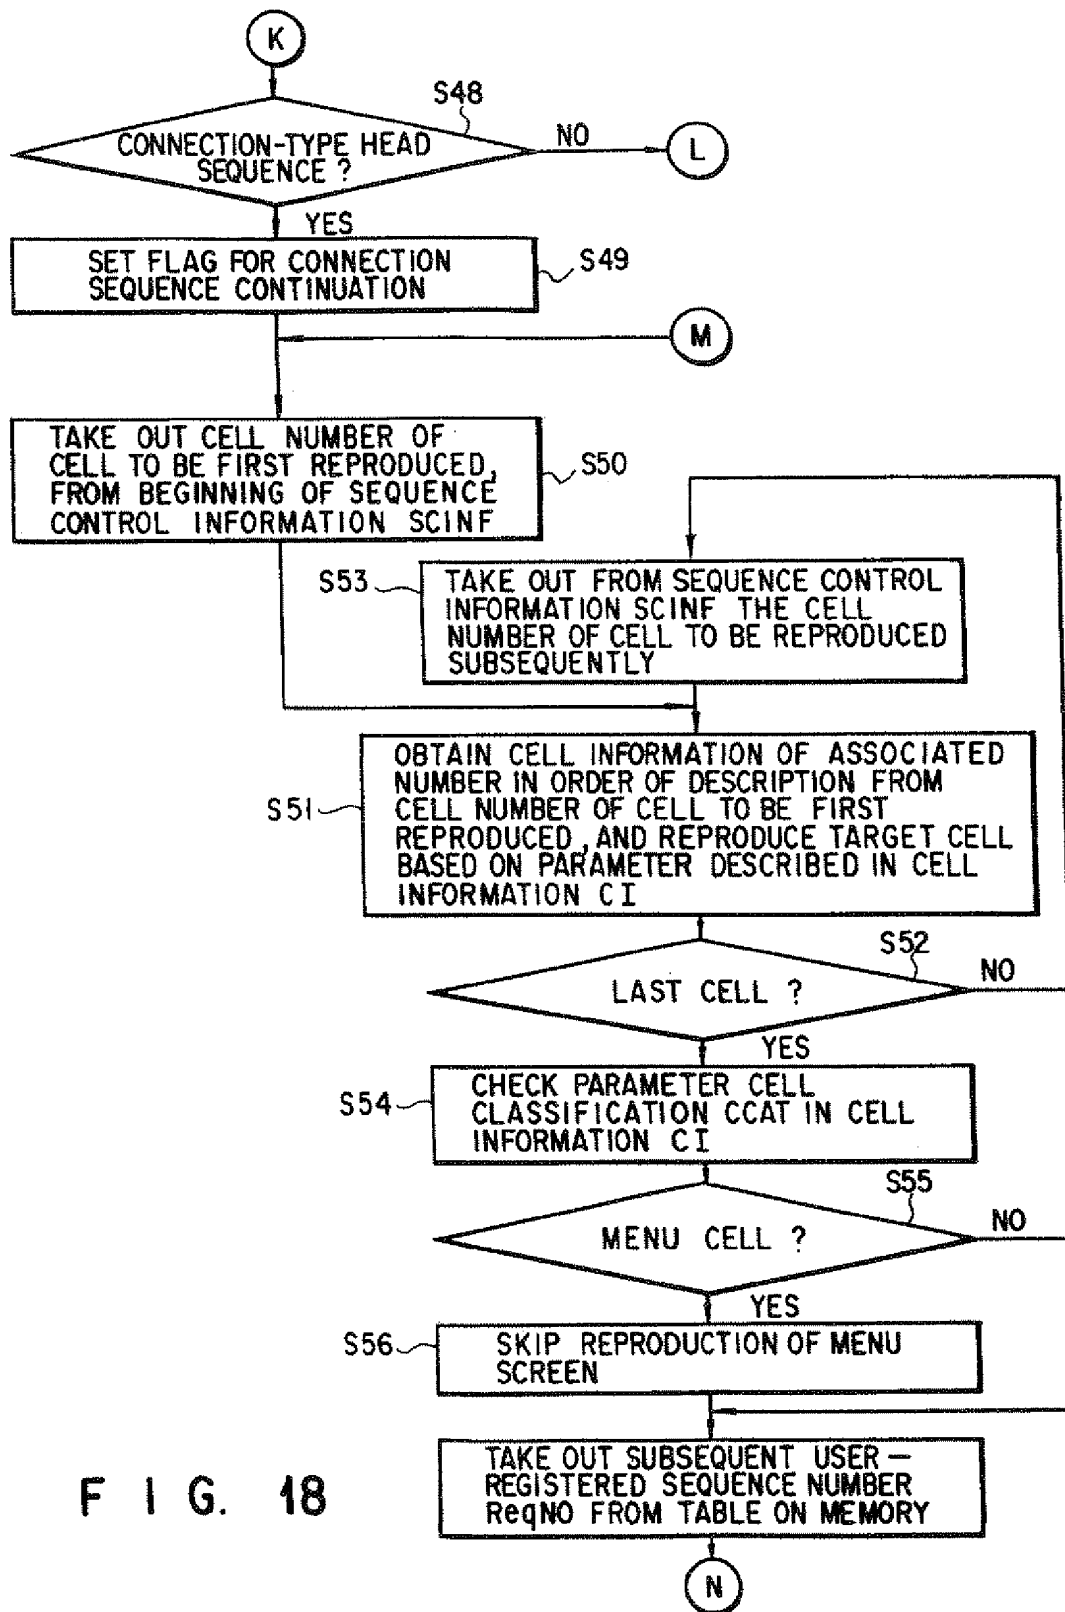 K
S48
CONNECTION-TYPE HEAD
SEQUENCE ?
NO
L
YES
SET FLAG FOR CONNECTION
SEQUENCE CONTINUATION
S49
M
TAKE OUT CELL NUMBER OF
CELL TO BE FIRST REPRODUCED,
FROM BEGINNING OF SEQUENCE
CONTROL INFORMATION SCINF
S50
S53
TAKE OUT FROM SEQUENCE CONTROL
INFORMATION SCINF THE CELL
NUMBER OF CELL TO BE REPRODUCED
SUBSEQUENTLY
S51
OBTAIN CELL INFORMATION OF ASSOCIATED
NUMBER IN ORDER OF DESCRIPTION FROM
CELL NUMBER OF CELL TO BE FIRST
REPRODUCED, AND REPRODUCE TARGET CELL
BASED ON PARAMETER DESCRIBED IN CELL
INFORMATION CI
S52
LAST CELL ?
NO
YES
S54
CHECK PARAMETER CELL
CLASSIFICATION CCAT IN CELL
INFORMATION CI
S55
MENU CELL ?
NO
YES
S56
SKIP REPRODUCTION OF MENU
SCREEN
TAKE OUT SUBSEQUENT USER-
REGISTERED SEQUENCE NUMBER
ReqNO FROM TABLE ON MEMORY
N
FIG. 18